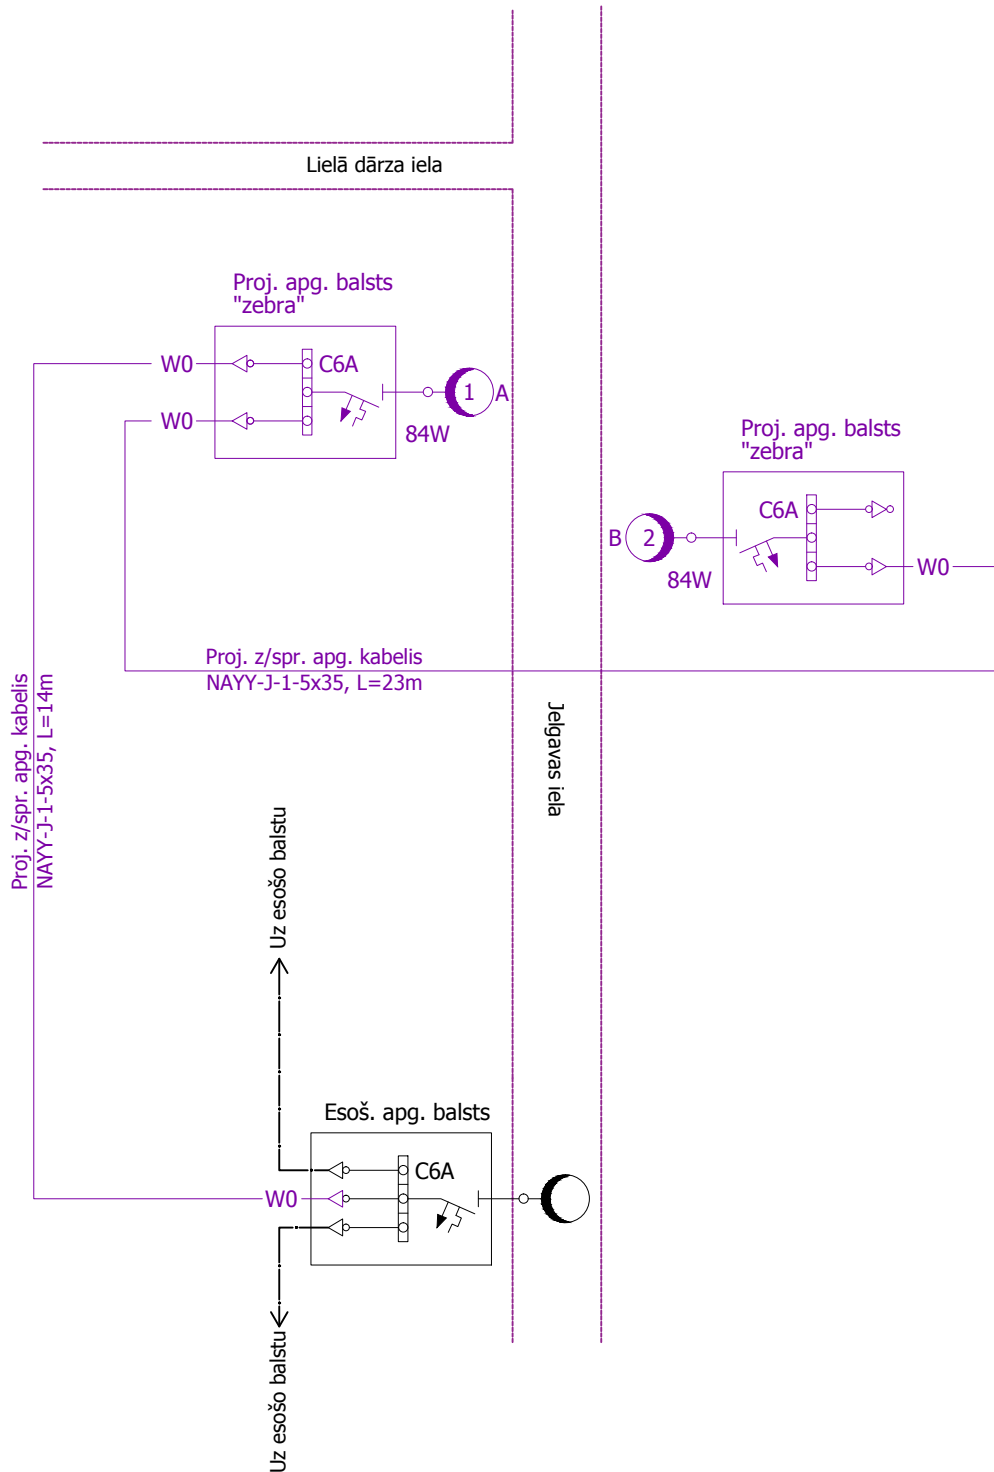 Lielā dārza iela
Proj. apg. balsts
"zebra"
W0
C6A
1
A
W0
84W
Proj. apg. balsts
"zebra"
C6A
B
2
84W
W0
Proj. z/spr. apg. kabelis
NAYY-J-1-5x35, L=23m
Proj. z/spr. apg. kabelis
NAYY-J-1-5x35, L=14m
Jelgavas iela
Uz esošo balstu
Esoš. apg. balsts
C6A
W0
Uz esošo balstu